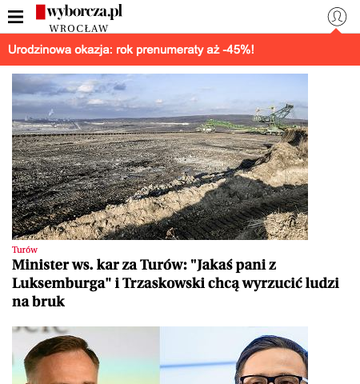 wyborcza.pl
WROCŁAW
Urodzinowa okazja: rok prenumeraty aż -45%!
Turów
Minister ws. kar za Turów: "Jakaś pani z
Luksemburga" i Trzaskowski chcą wyrzucić ludzi
na bruk